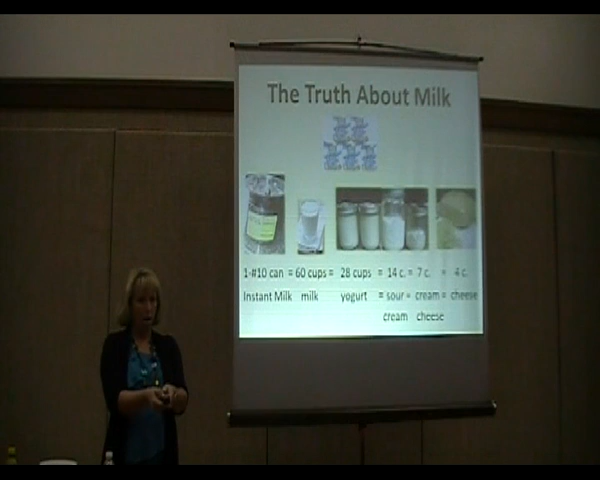 The Truth About Milk
1-#10 can = 60 cups = 28 cups = 14 c. = 7 c. = 4 c.
Instant Milk milk yogurt = sour = cream = cheese
cream cheese